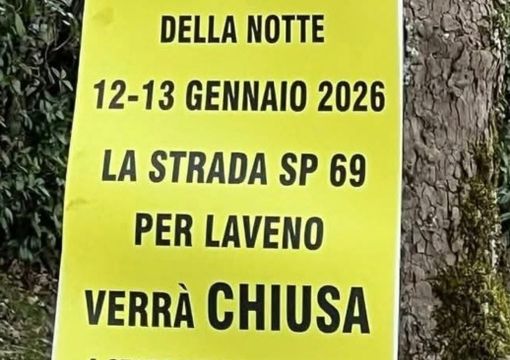 DELLA NOTTE
12-13 GENNAIO 2026
LA STRADA SP 69
PER LAVENO
VERRÀ CHIUSA